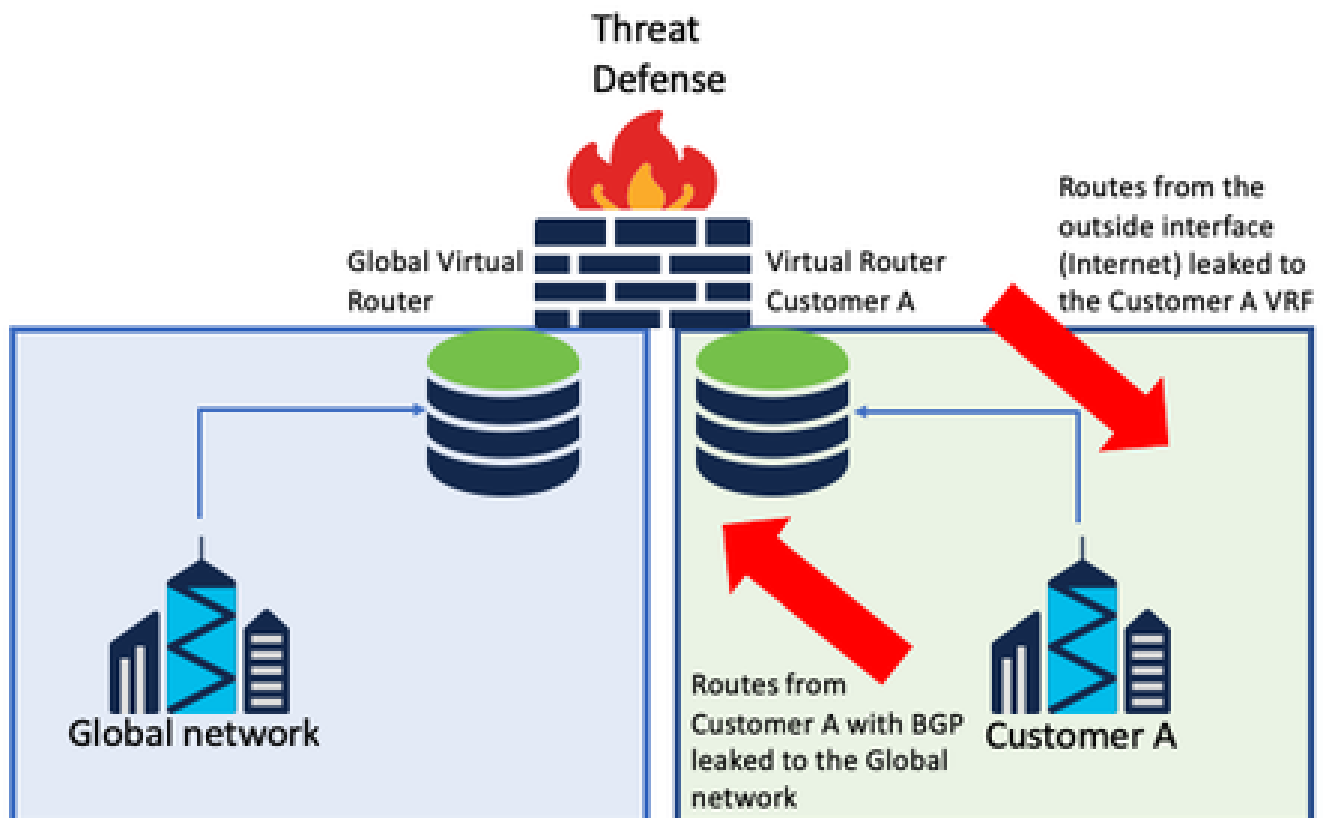 Threat
Defense
Global Virtual
Router
Virtual Router
Customer A
Routes from the
outside interface
(Internet) leaked to
the Customer A VRF
Global network
Routes from
Customer A with BGP
leaked to the Global
network
Customer A